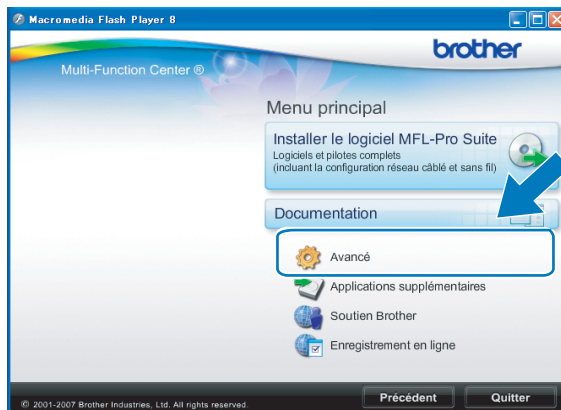 Macromedia Flash Player 8
brother
Multi-Function Center ®
Menu principal
Installer le logiciel MFL-Pro Suite
Logiciels et pilotes complets
(incluant la configuration réseau câblé et sans fil)
Documentation
Avancé
Applications supplémentaires
Soutien Brother
Enregistrement en ligne
© 2001-2007 Brother Industries, Ltd. All rights reserved.
Précédent
Quitter